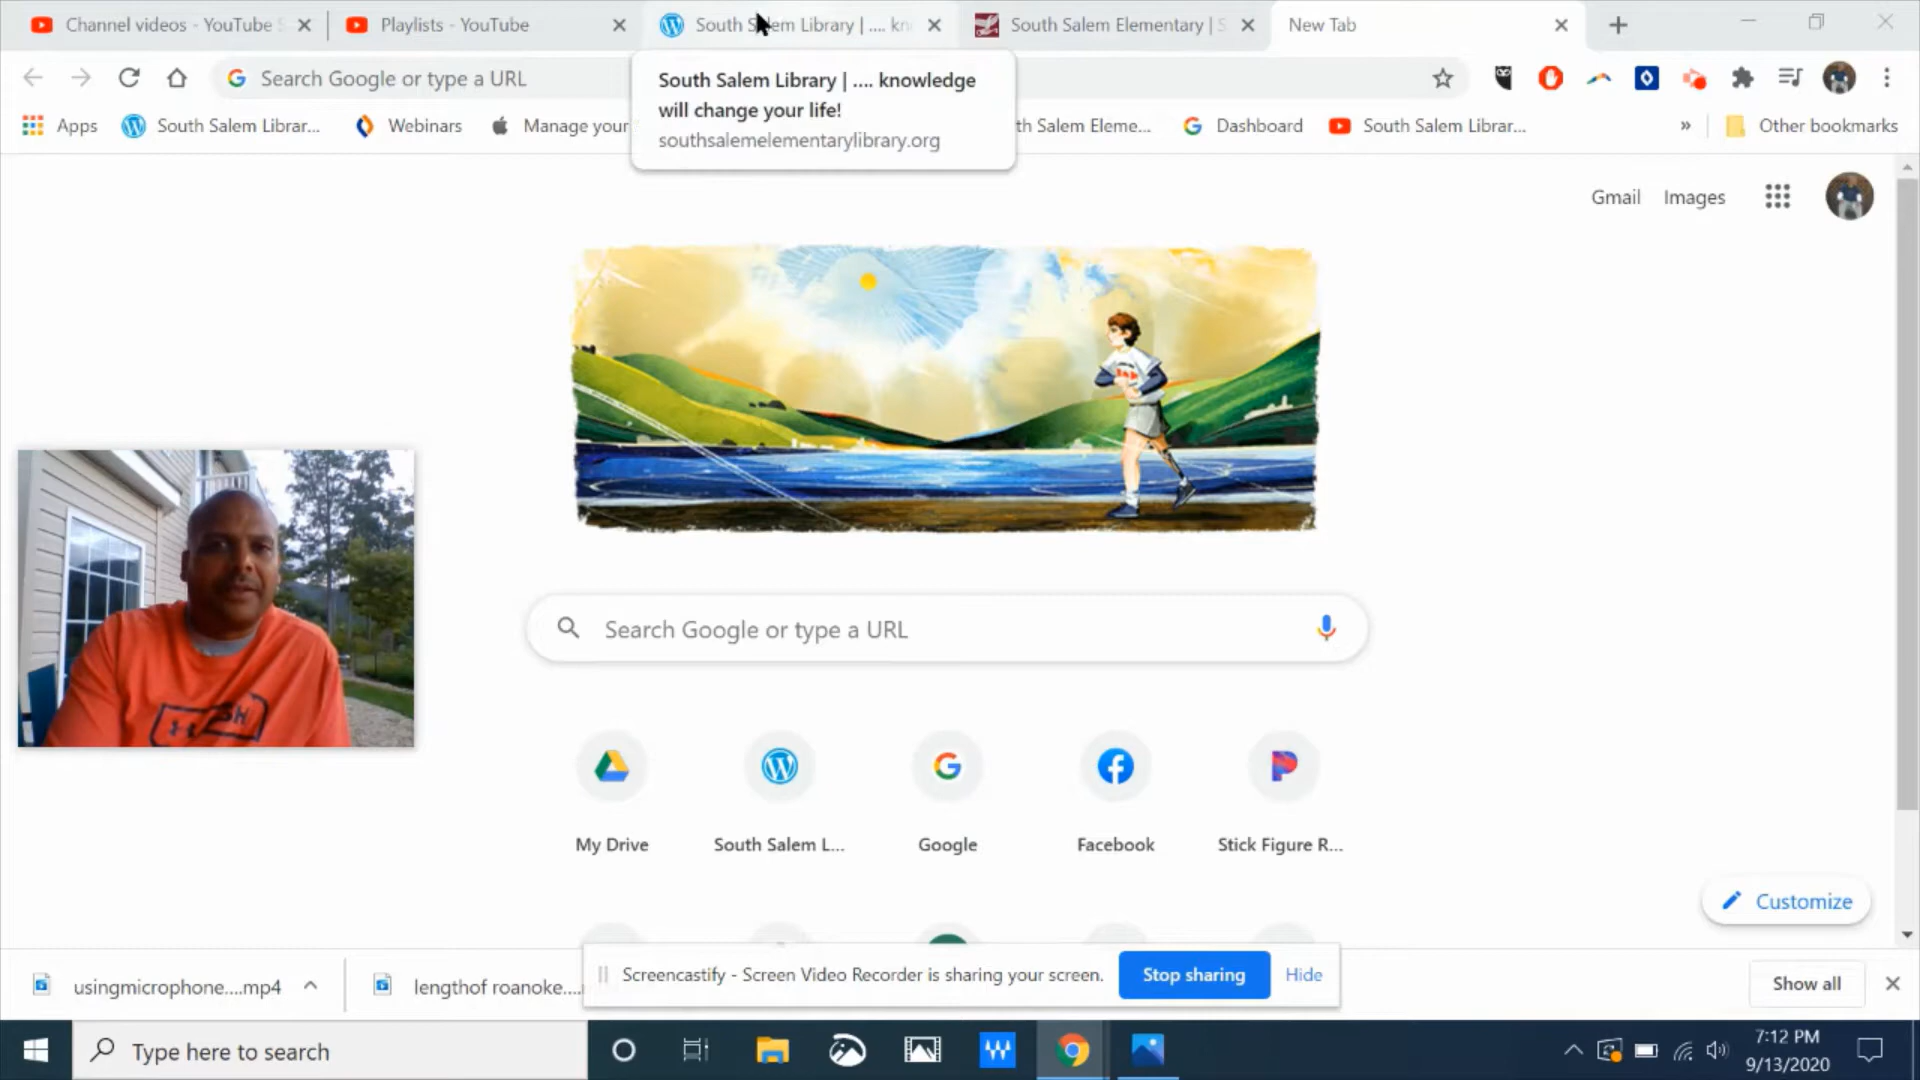 Channel videos - YouTube S
Playlists - YouTube
South Salem Library | .... kn
South Salem Elementary | S
New Tab
Search Google or type a URL
South Salem Library | .... knowledge
will change your life!
southsalemelementarylibrary.org
Apps
South Salem Librar...
Webinars
Manage your
th Salem Eleme...
Dashboard
South Salem Librar...
»
Other bookmarks
Gmail
Images
Search Google or type a URL
My Drive
South Salem L...
Google
Facebook
Stick Figure R...
Customize
usingmicrophone....mp4
lengthof roanoke....
Screencastify - Screen Video Recorder is sharing your screen.
Stop sharing
Hide
Show all
Type here to search
7:12 PM
9/13/2020